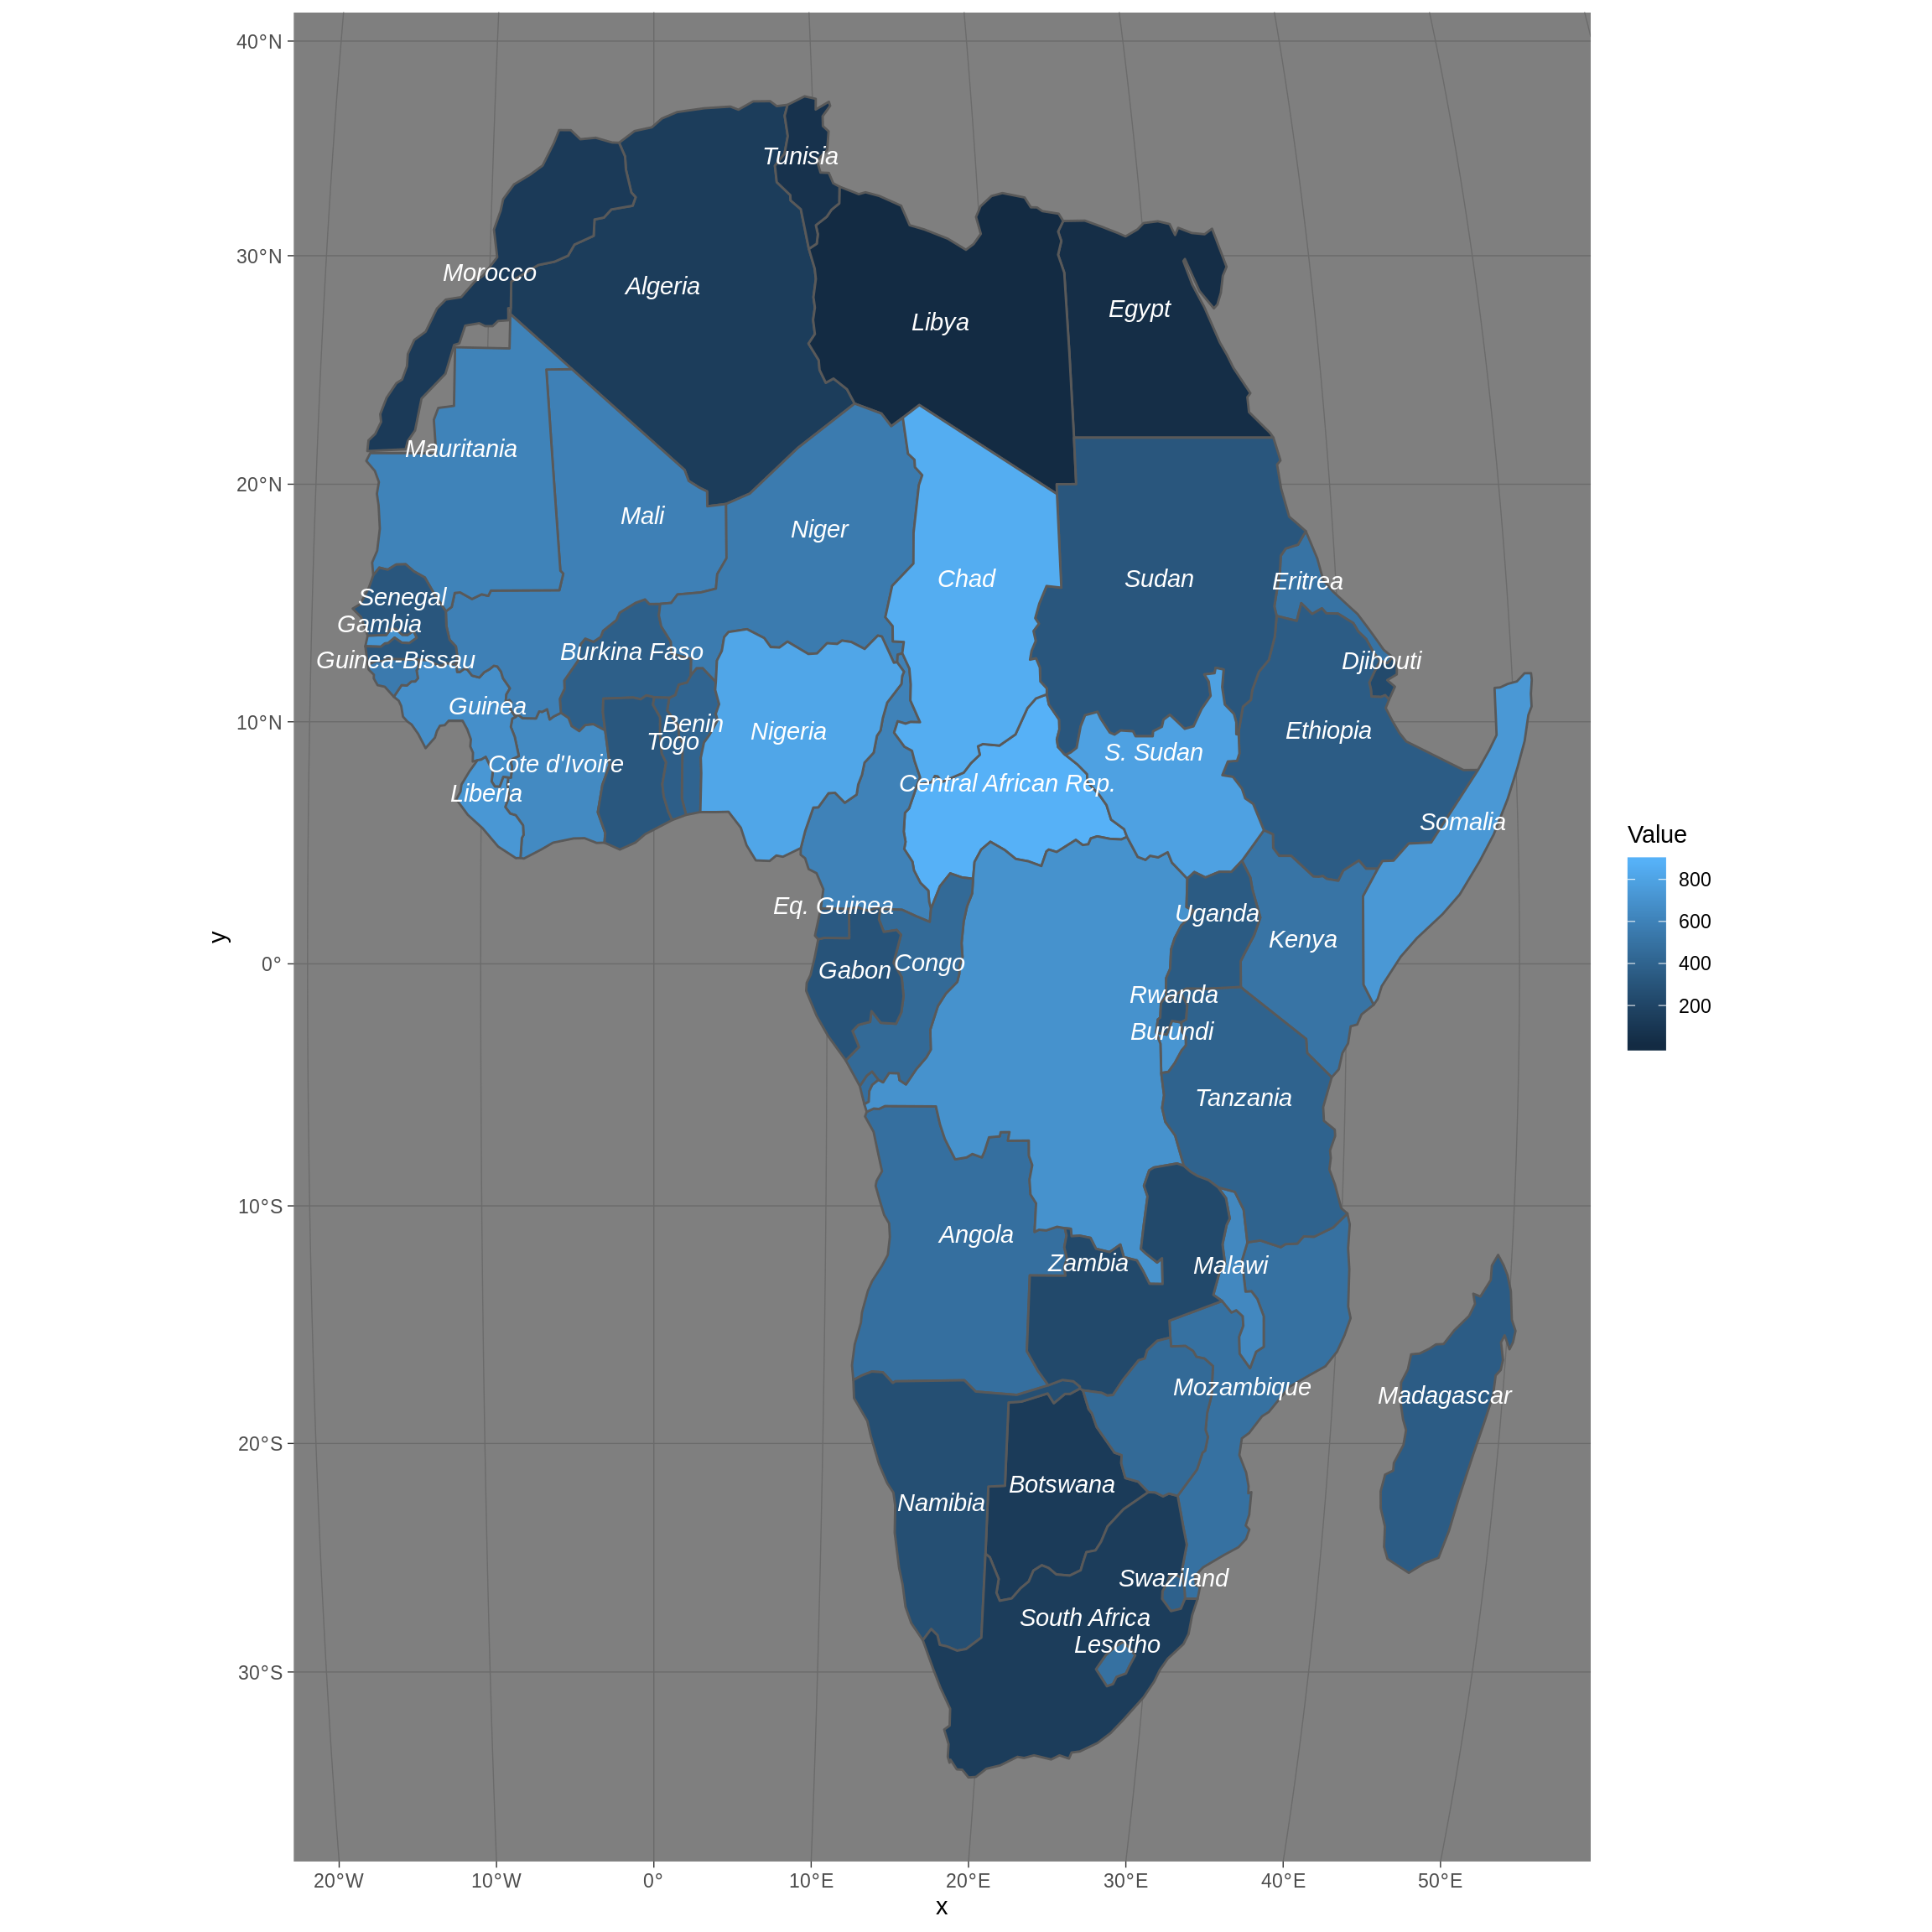 40°N
Tunisia
30°N
Morocco
Algeria
Egypt
Libya
Mauritania
20°N
Mali
Niger
Chad
Sudan
Eritrea
Senegal
Gambia
Burkina Faso
Guinea-Bissau
Djibouti
Guinea
10°N
Benin
Nigeria
Ethiopia
Togo
S. Sudan
Cote d'Ivoire
Central African Rep.
Liberia
Somalia
Value
800
600
400
200
Eq. Guinea
Uganda
y
Kenya
0°
Gabon
Congo
Rwanda
Burundi
Tanzania
10°S
Angola
Zambia
Malawi
Mozambique
Madagascar
20°S
Botswana
Namibia
Swaziland
South Africa
Lesotho
30°S
20°W
10°W
0°
10°E
20°E
30°E
40°E
50°E
x